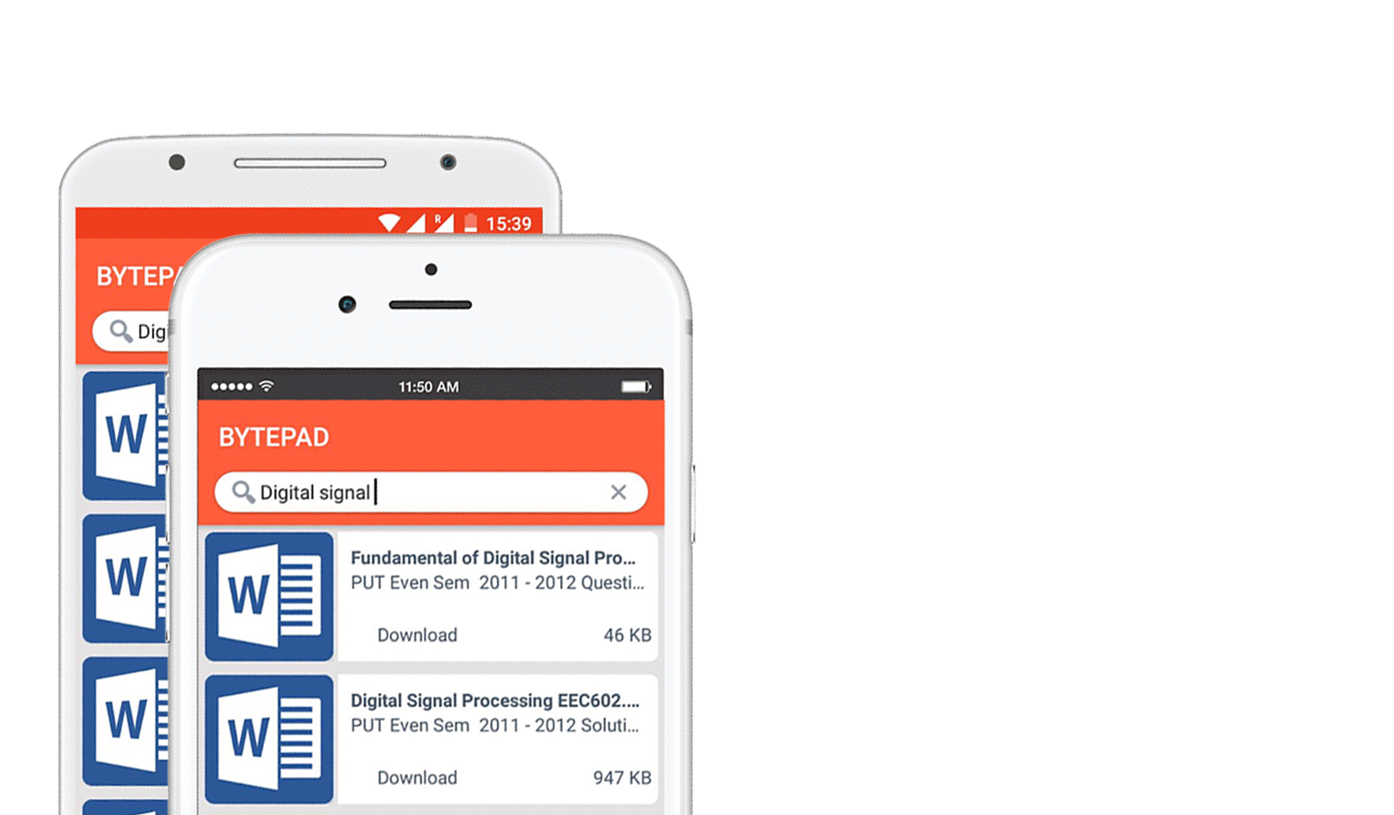 R
15:39
BYTEPA
Dig
W
W
W
11:50 AM
BYTEPAD
Digital signal
W
Fundamental of Digital Signal Pro...
PUT Even Sem 2011 - 2012 Questi...
Download 46 KB
W
Digital Signal Processing EEC602....
PUT Even Sem 2011 - 2012 Soluti...
Download 947 KB